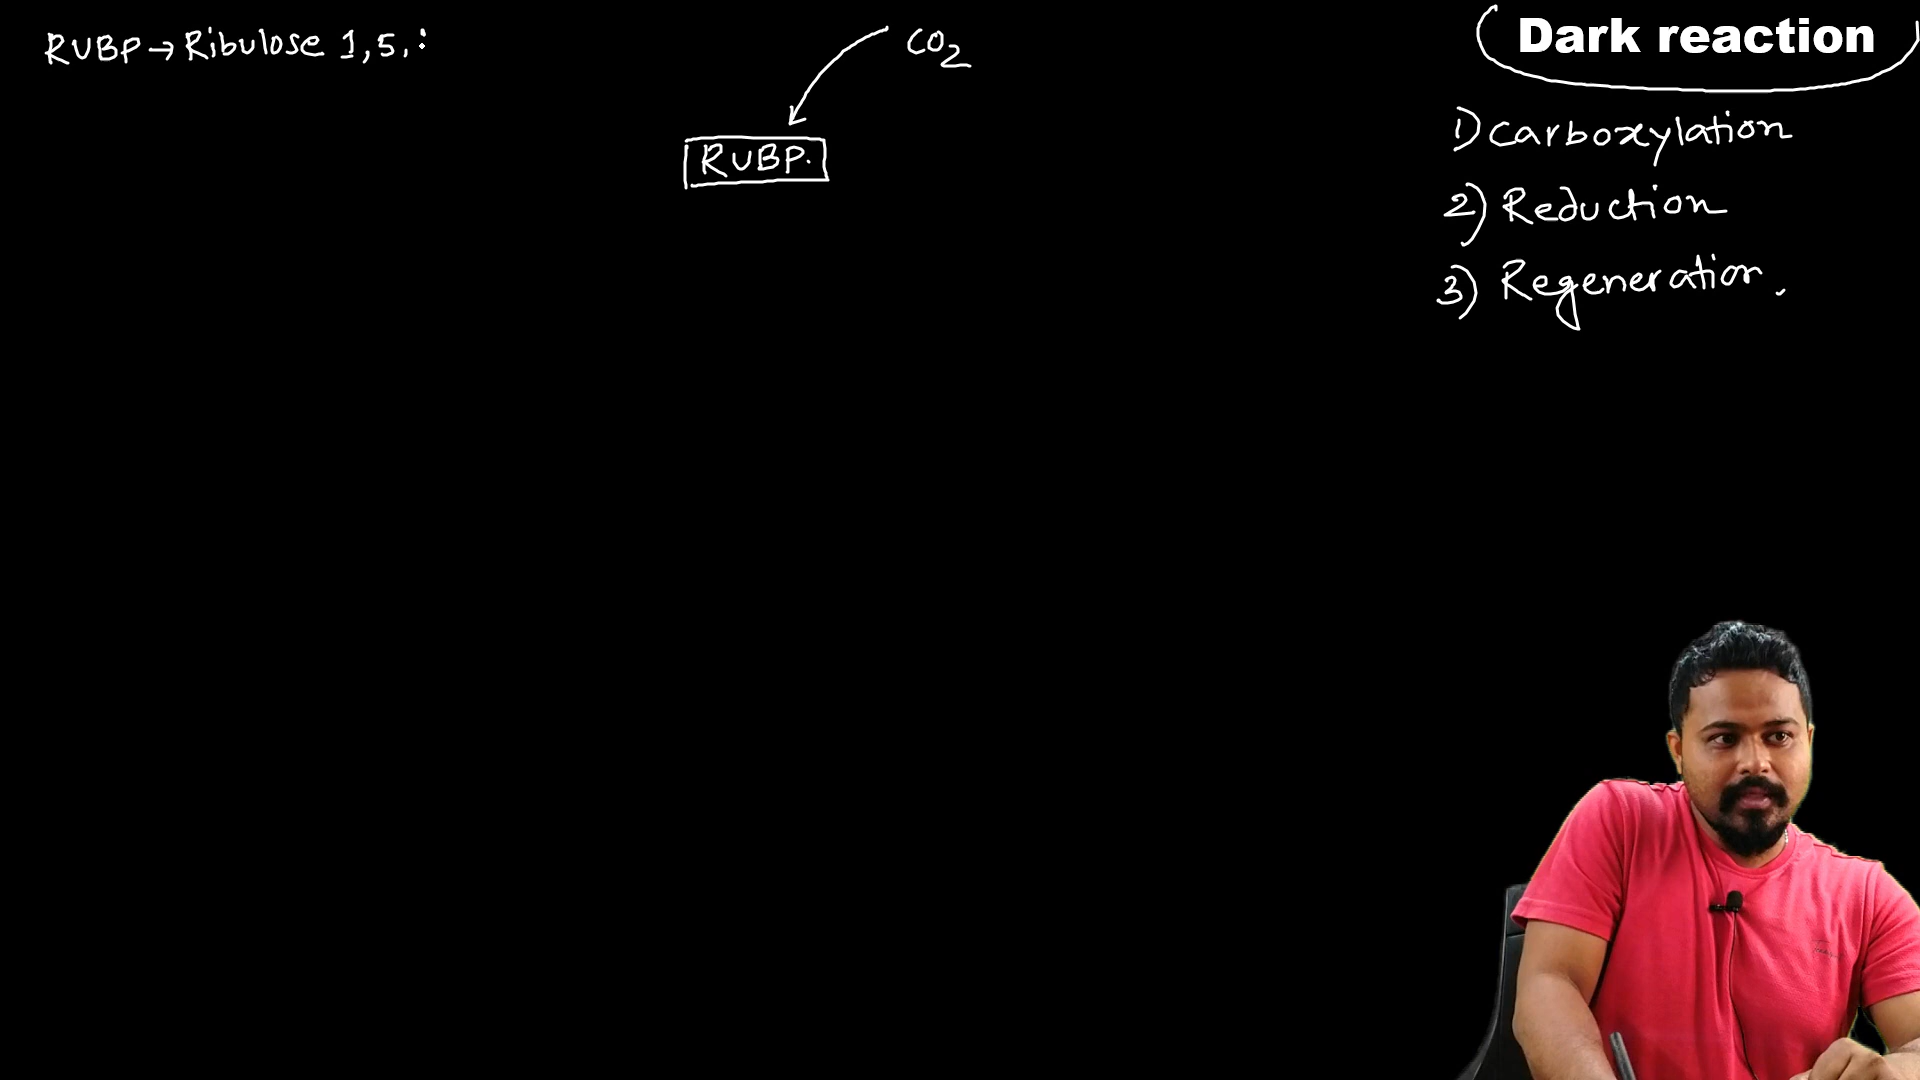 RUBP → Ribulose 1,5,
CO2
RUBP.
Dark reaction
1) Carboxylation
2) Reduction
3) Regeneration.